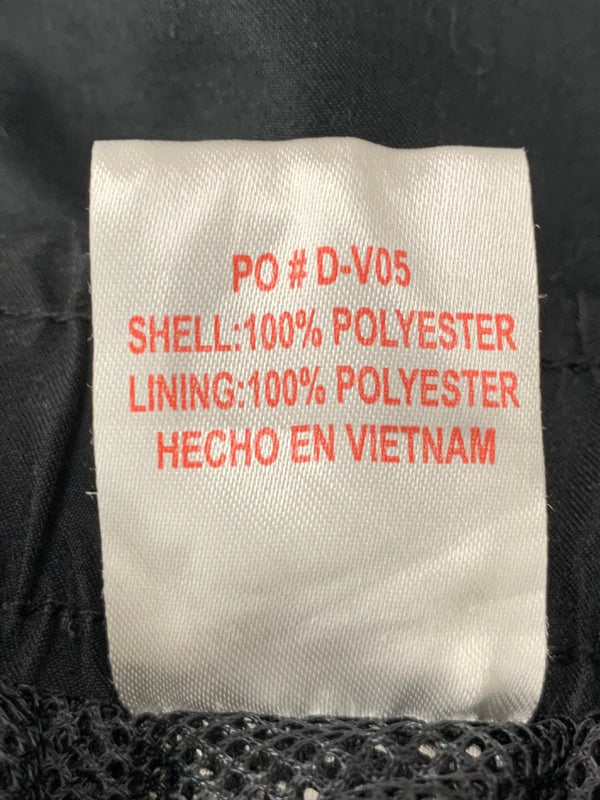 PO # D-V05
SHELL:100% POLYESTER
LINING:100% POLYESTER
HECHO EN VIETNAM